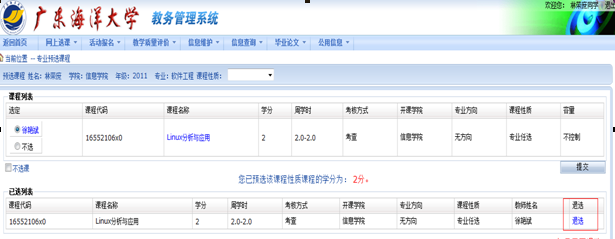 欢迎您： 林荣应同学 退出
广东海洋大学 教务管理系统
返回首页 网上选课 活动报名 教学质量评价 信息维护 信息查询 毕业论文 公用信息
当前位置 -- 专业预选课程
预选课程 姓名：林荣应 学院：信息学院 年级：2011 专业：软件工程 课程性质：
课程列表
选定 课程代码 课程名称 学分 周学时 考核方式 开课学院 专业方向 课程性质 容量
徐艳斌 16552106x0 Linux分析与应用 2 2.0-2.0 考查 信息学院 无方向 专业任选 不控制
不选
不选课 提交
您已预选该课程性质课程的学分为： 2分。
已选列表
课程代码 课程名称 学分 周学时 考核方式 开课学院 专业方向 课程性质 教师姓名 退选
16552106x0 Linux分析与应用 2 2.0-2.0 考查 信息学院 无方向 专业任选 徐艳斌 退选